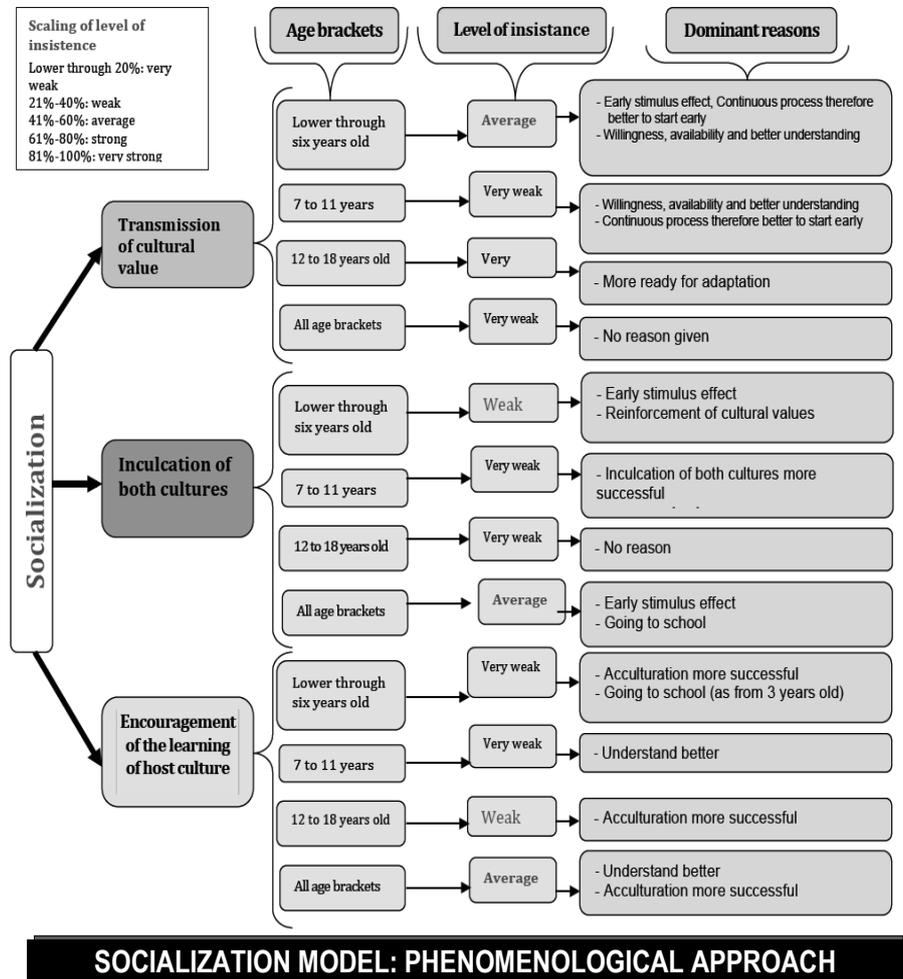 Scaling of level of
insistence
Lower through 20%: very
weak
21%-40%: weak
41%-60%: average
61%-80%: strong
81%-100%: very strong
Age brackets
Level of insistance
Dominant reasons
Socialization
Transmission
of cultural
value
Lower through
six years old
Average
- Early stimulus effect, Continuous process therefore
better to start early
- Willingness, availability and better understanding
7 to 11 years
Very weak
- Willingness, availability and better understanding
- Continuous process therefore better to start early
12 to 18 years old
Very
- More ready for adaptation
All age brackets
Very weak
- No reason given
Inculcation of
both cultures
Lower through
six years old
Weak
- Early stimulus effect
- Reinforcement of cultural values
7 to 11 years
Very weak
- Inculcation of both cultures more
successful
12 to 18 years old
Very weak
- No reason
All age brackets
Average
- Early stimulus effect
- Going to school
Encouragement
of the learning
of host culture
Lower through
six years old
Very weak
- Acculturation more successful
- Going to school (as from 3 years old)
7 to 11 years
Very weak
- Understand better
12 to 18 years old
Weak
- Acculturation more successful
All age brackets
Average
- Understand better
- Acculturation more successful
SOCIALIZATION MODEL: PHENOMENOLOGICAL APPROACH